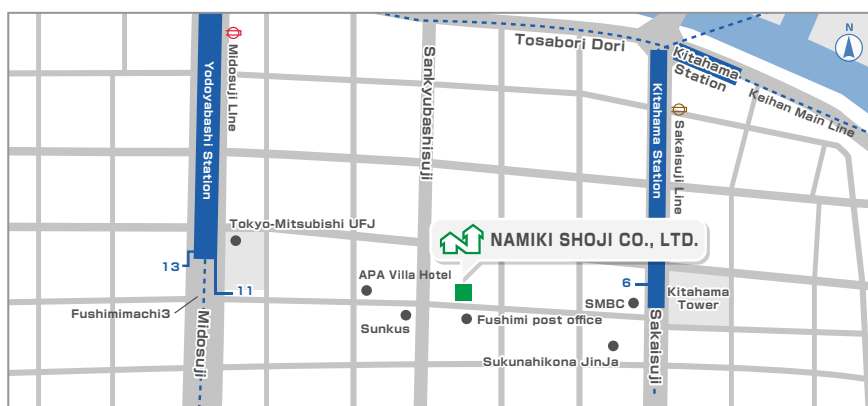 N
Tosabori Dori
Kitahama
Station
Keihan Main Line
Midosuji Line
Yodoyabashi Station
Sankyubashisuji
Kitahama Station
Sakaisuji Line
Tokyo-Mitsubishi UFJ
NAMIKI SHOJI CO., LTD.
13
11
APA Villa Hotel
6
SMBC
Kitahama
Tower
Fushimimachi3
Midosuji
Sunkus
Fushimi post office
Sakaisuji
Sukunahikona JinJa